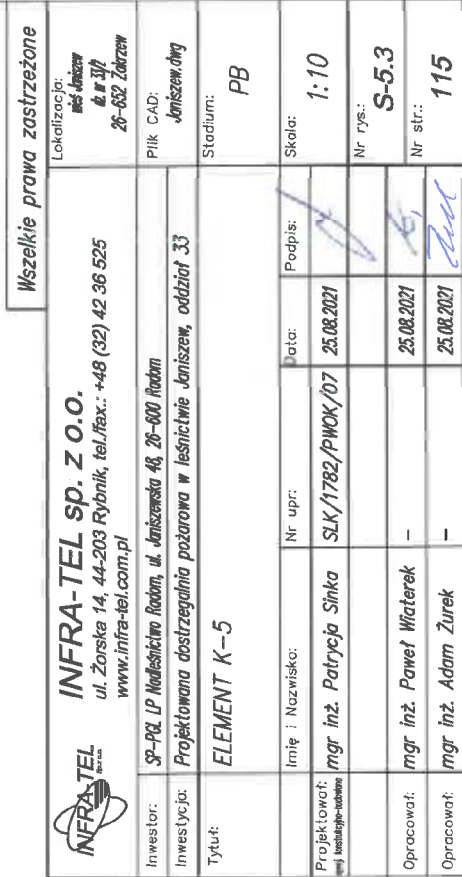 Wszelkie prawa zastrzeżone
INFRA-TEL
INFRA-TEL sp. z o.o.
ul. Żorska 14, 44-203 Rybnik, tel./fax.: +48 (32) 42 36 525
www.infra-tel.com.pl
Lokalizacja:
wieś Janiszew
dz. nr 33/2
26-652 Zakrzew
Inwestor: SP-PGL LP Nadleśnictwo Radom, ul. Janiszewska 48, 26-600 Radom
Inwestycja: Projektowana dostrzegalnia pożarowa w leśnictwie Janiszew, oddział 33
Plik CAD:
Janiszew.dwg
Tytuł: ELEMENT K-5
Stadium:
PB
Imię i Nazwisko: Nr upr: Data: Podpis:
Skala:
1:10
Projektował: mgr inż. Patrycja Sinka SLK/1782/PWOK/07 25.08.2021
Nr rys.:
S-5.3
Opracował: mgr inż. Paweł Wiaterek - 25.08.2021
Opracował: mgr inż. Adam Żurek - 25.08.2021
Nr str.:
115